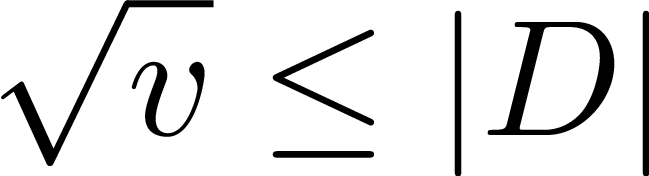 √v ≤ |D|